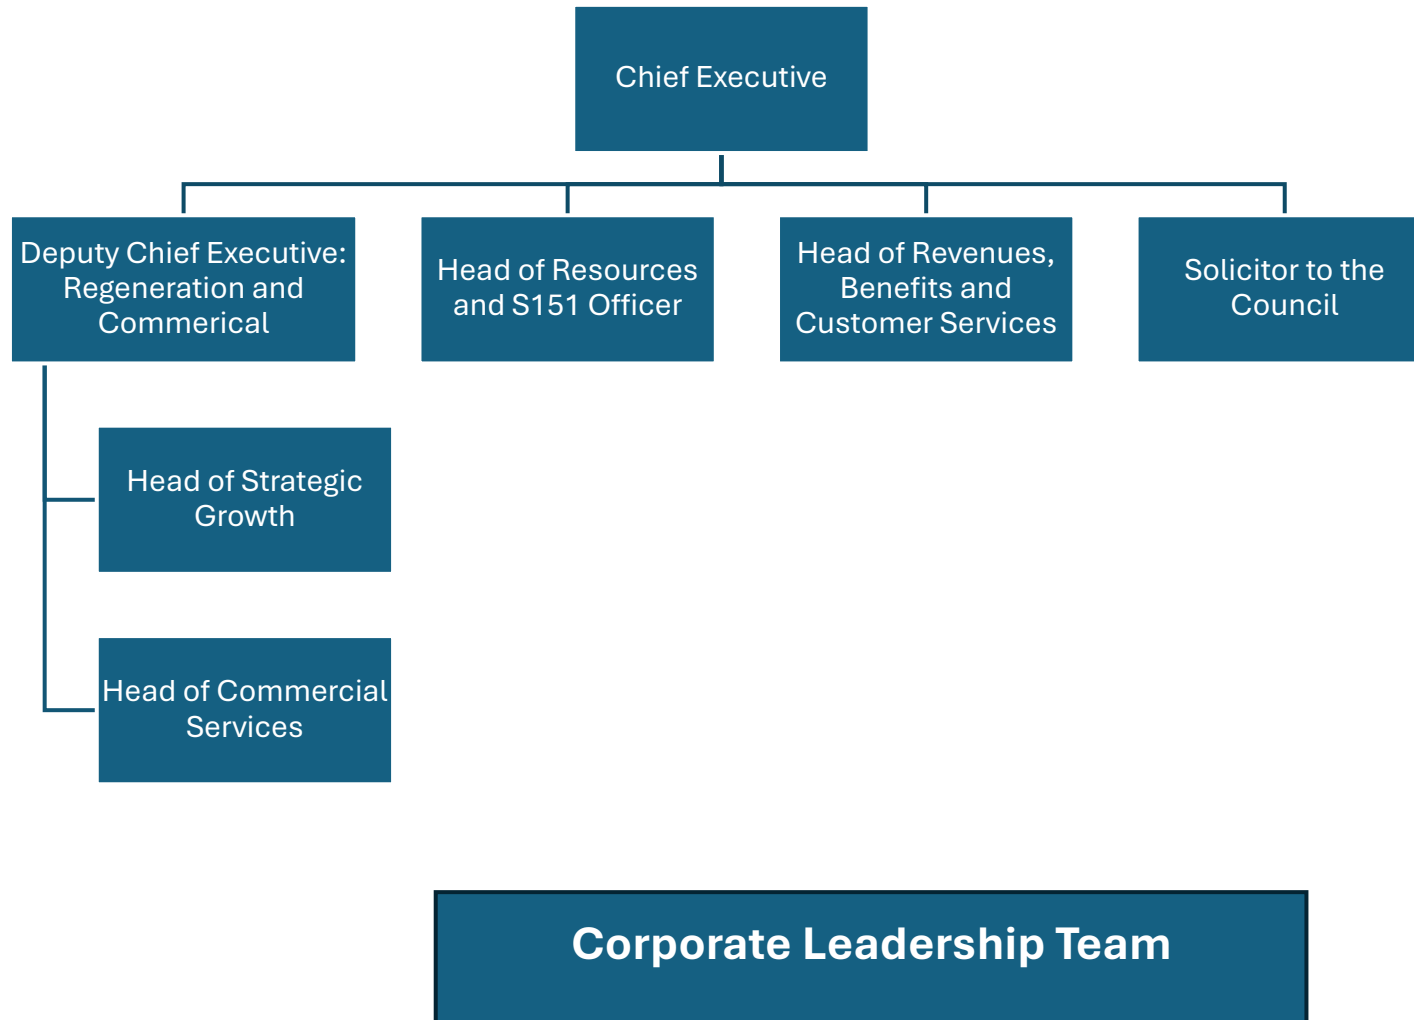 Chief Executive
Deputy Chief Executive:
Regeneration and
Commerical
Head of Resources
and S151 Officer
Head of Revenues,
Benefits and
Customer Services
Solicitor to the
Council
Head of Strategic
Growth
Head of Commercial
Services
Corporate Leadership Team